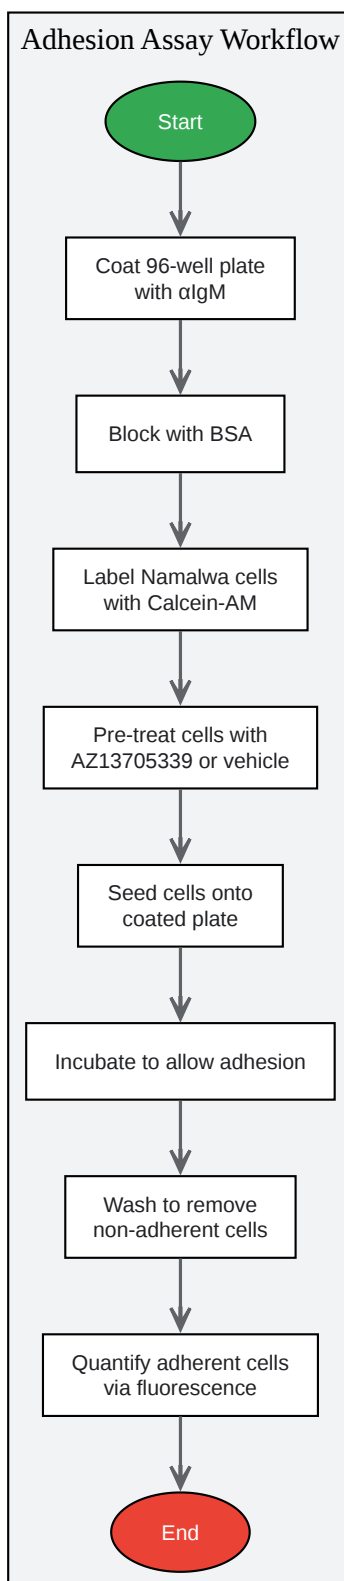 Adhesion Assay Workflow
Start
Coat 96-well plate
with αIgM
Block with BSA
Label Namalwa cells
with Calcein-AM
Pre-treat cells with
AZ13705339 or vehicle
Seed cells onto
coated plate
Incubate to allow adhesion
Wash to remove
non-adherent cells
Quantify adherent cells
via fluorescence
End